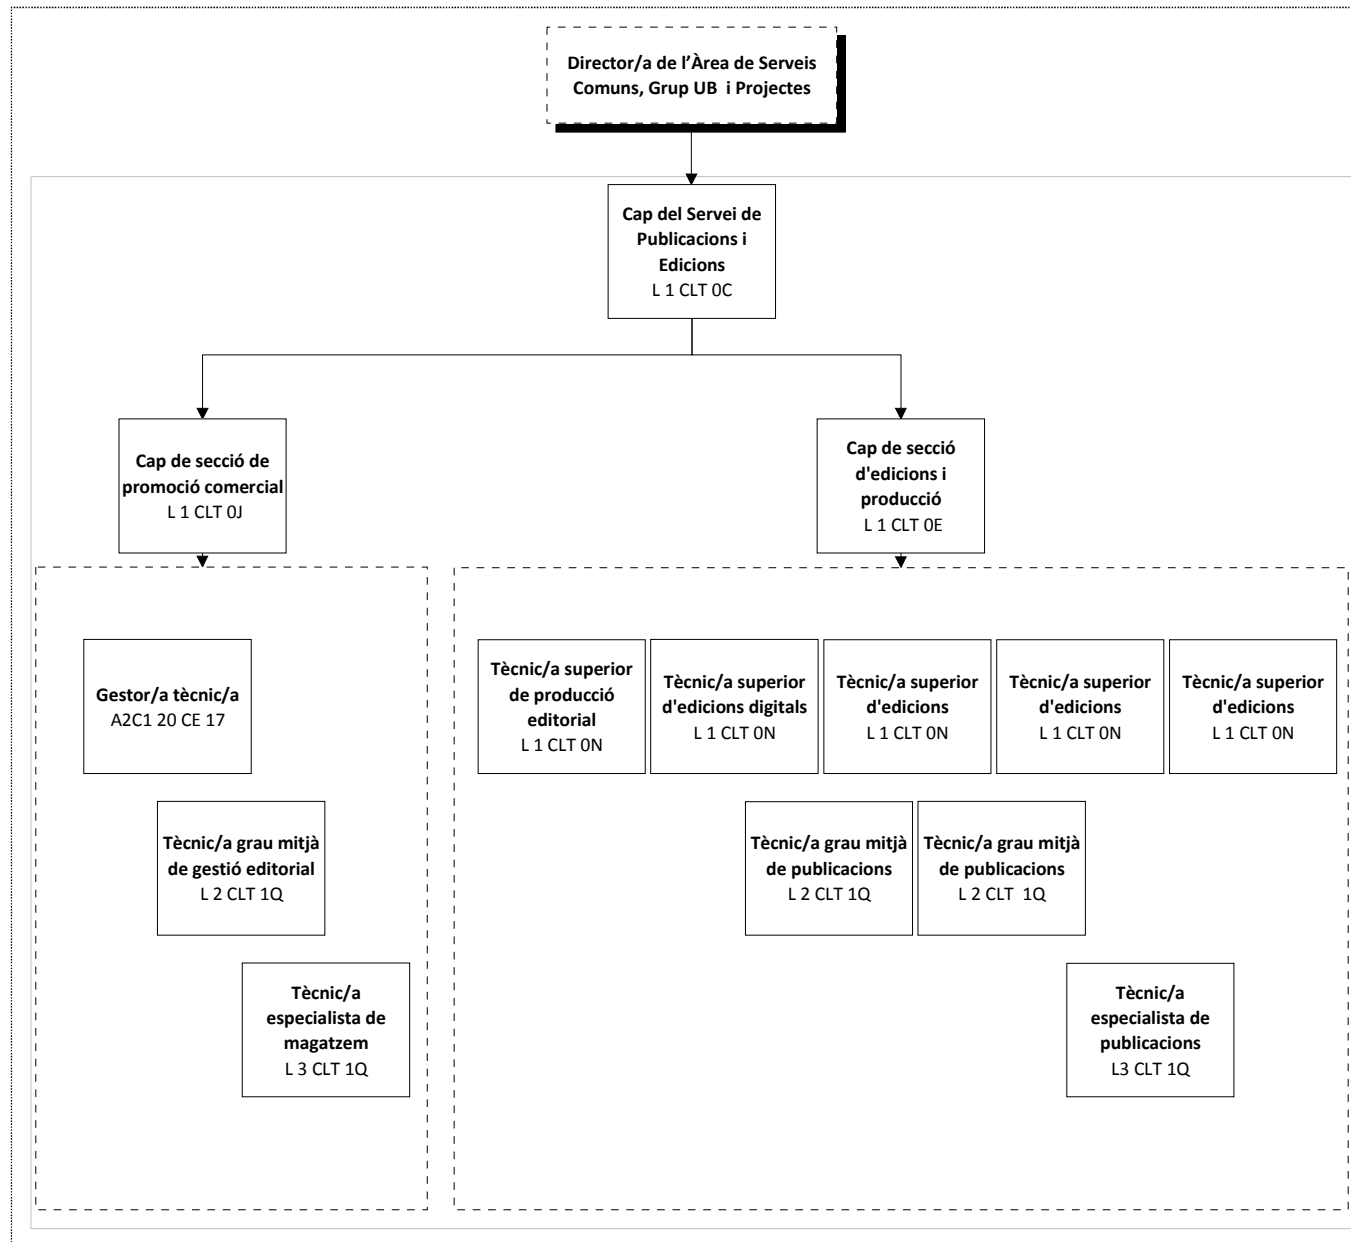 Director/a de l’Àrea de Serveis
Comuns, Grup UB  i Projectes
Cap del Servei de
Publicacions i
Edicions
L 1 CLT 0C
Cap de secció de
promoció comercial
L 1 CLT 0J
Cap de secció
d'edicions i
producció
L 1 CLT 0E
Gestor/a tècnic/a
A2C1 20 CE 17
Tècnic/a grau mitjà
de gestió editorial
L 2 CLT 1Q
Tècnic/a
especialista de
magatzem
L 3 CLT 1Q
Tècnic/a superior
de producció
editorial
L 1 CLT 0N
Tècnic/a superior
d'edicions digitals
L 1 CLT 0N
Tècnic/a superior
d'edicions
L 1 CLT 0N
Tècnic/a superior
d'edicions
L 1 CLT 0N
Tècnic/a superior
d'edicions
L 1 CLT 0N
Tècnic/a grau mitjà
de publicacions
L 2 CLT 1Q
Tècnic/a grau mitjà
de publicacions
L 2 CLT  1Q
Tècnic/a
especialista de
publicacions
L3 CLT 1Q